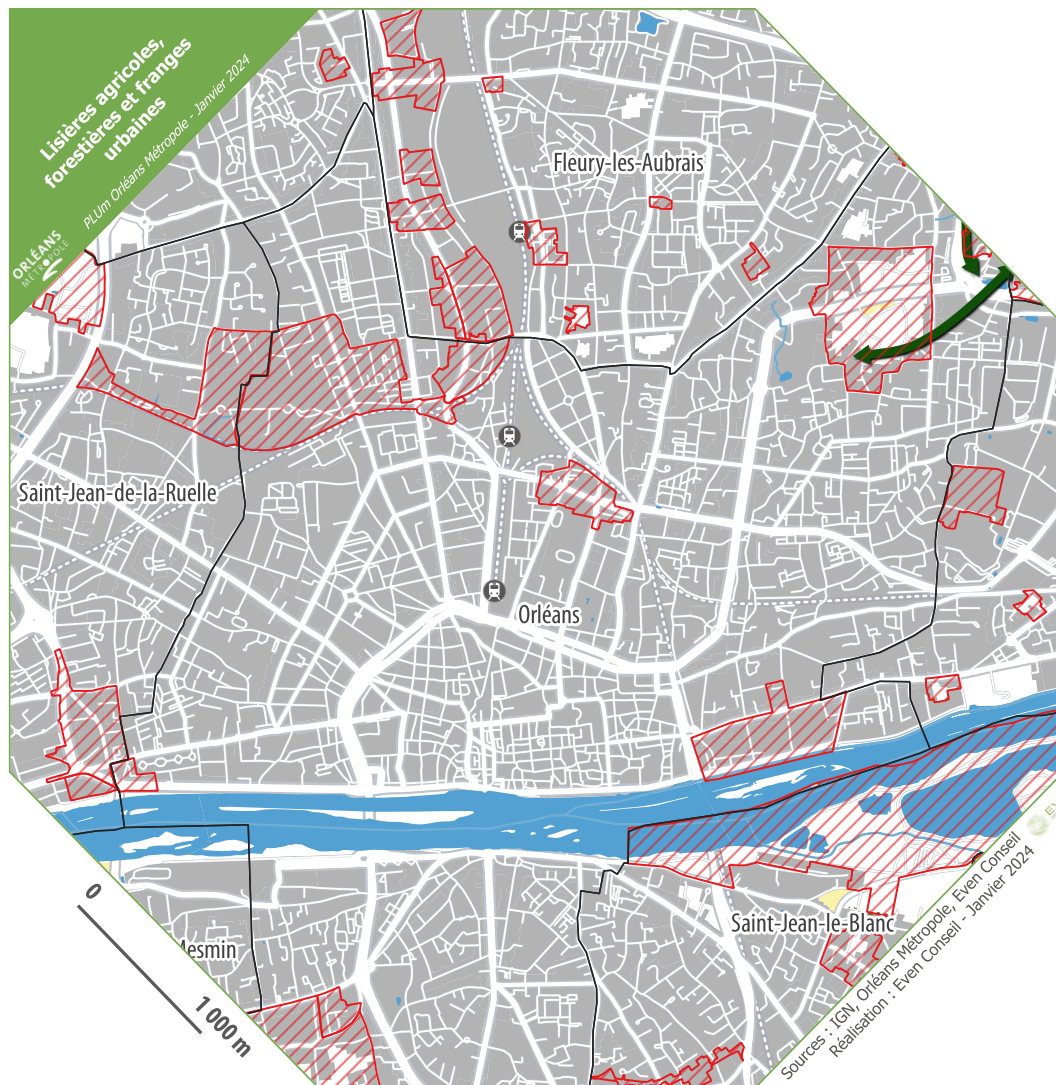 Lisières agricoles,
forestières et franges
urbaines
PLUm Orléans Métropole - Janvier 2024
ORLÉANS
MÉTROPOLE
Fleury-les-Aubrais
Saint-Jean-de-la-Ruelle
Orléans
Saint-Jean-le-Blanc
Mesmin
0
1 000 m
Sources : IGN, Orléans Métropole, Even Conseil
Réalisation : Even Conseil - Janvier 2024